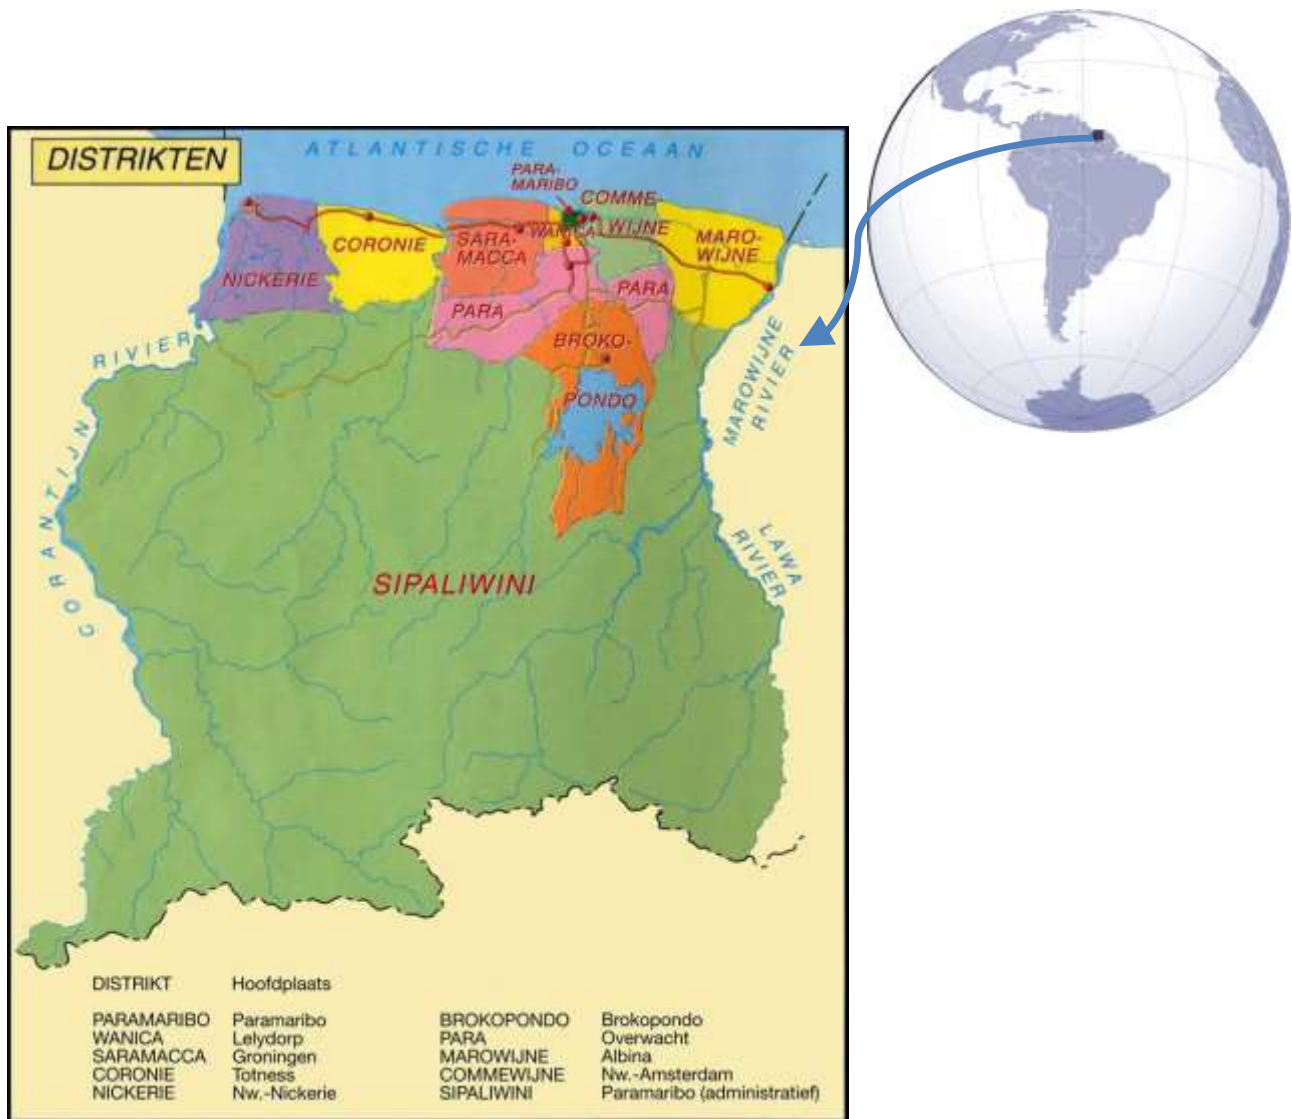 DISTRIKTEN
ATLANTISCHE OCEAAN
PARA-
MARIBO
COMME-
WIJNE
WANICA
CORONIE
SARA-
MACCA
MARO-
WIJNE
NICKERIE
PARA
PARA
BROKO-
PONDO
CORANTIJN RIVIER
MAROWIJNE
RIVIER
LAWA
RIVIER
SIPALIWINI
DISTRIKT Hoofdplaats
PARAMARIBO Paramaribo BROKOPONDO Brokopondo
WANICA Lelydorp PARA Overwacht
SARAMACCA Groningen MAROWIJNE Albina
CORONIE Totness COMMEWIJNE Nw.-Amsterdam
NICKERIE Nw.-Nickerie SIPALIWINI Paramaribo (administratief)